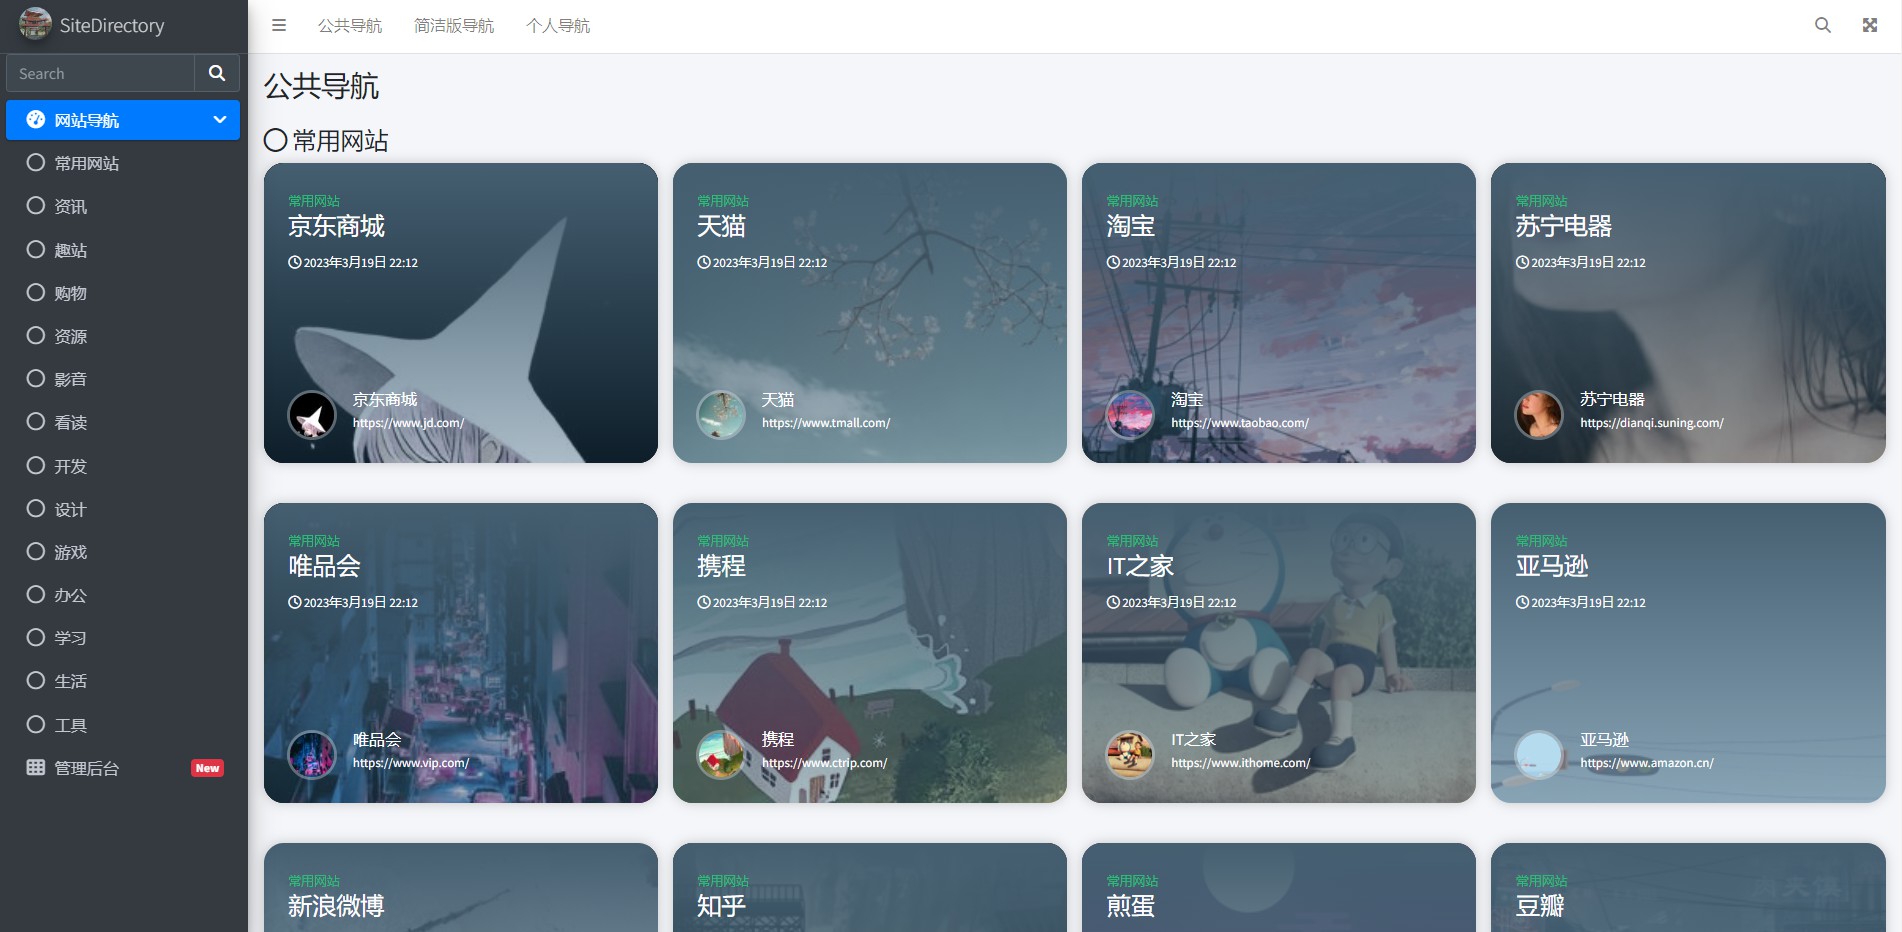 SiteDirectory
公共导航
简洁版导航
个人导航
Search
网站导航
常用网站
资讯
趣站
购物
资源
影音
看读
开发
设计
游戏
办公
学习
生活
工具
管理后台
New
公共导航
常用网站
常用网站
京东商城
2023年3月19日 22:12
京东商城
https://www.jd.com/
常用网站
天猫
2023年3月19日 22:12
天猫
https://www.tmall.com/
常用网站
淘宝
2023年3月19日 22:12
淘宝
https://www.taobao.com/
常用网站
苏宁电器
2023年3月19日 22:12
苏宁电器
https://dianqi.suning.com/
常用网站
唯品会
2023年3月19日 22:12
唯品会
https://www.vip.com/
常用网站
携程
2023年3月19日 22:12
携程
https://www.ctrip.com/
常用网站
IT之家
2023年3月19日 22:12
IT之家
https://www.ithome.com/
常用网站
亚马逊
2023年3月19日 22:12
亚马逊
https://www.amazon.cn/
常用网站
新浪微博
常用网站
知乎
常用网站
煎蛋
常用网站
豆瓣